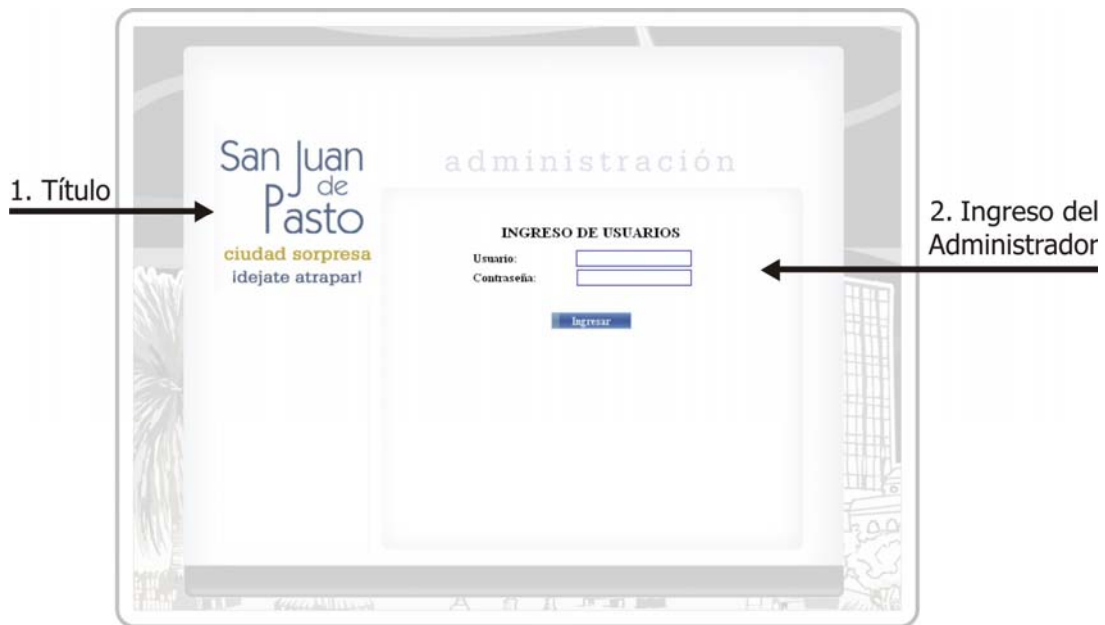 1. Título
San Juan
de
Pasto
ciudad sorpresa
¡dejate atrapar!
administración
INGRESO DE USUARIOS
Usuario:
Contraseña:
Ingresar
2. Ingreso del
Administrador